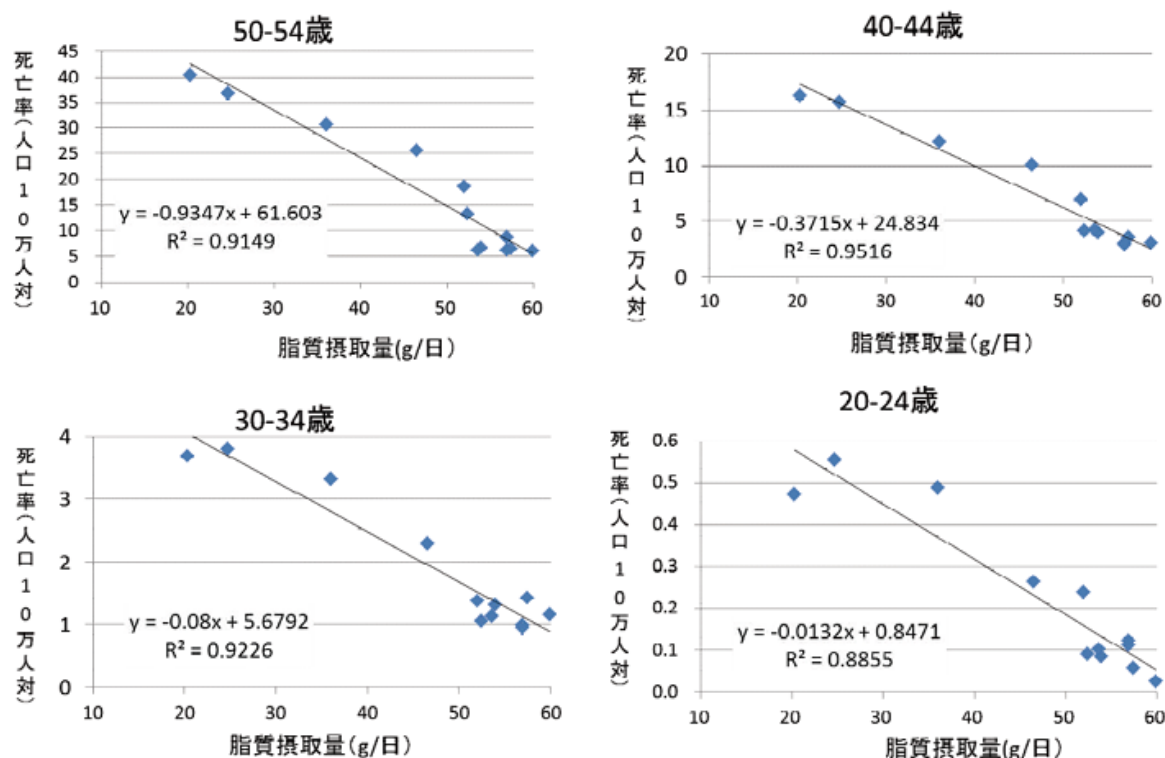 50-54歳
死亡率(人口10万人対)
45
40
35
30
25
20
15
10
5
0
y = -0.9347x + 61.603
R² = 0.9149
10 20 30 40 50 60
脂質摂取量(g/日)
40-44歳
死亡率(人口10万人対)
20
15
10
5
0
y = -0.3715x + 24.834
R² = 0.9516
10 20 30 40 50 60
脂質摂取量(g/日)
30-34歳
死亡率(人口10万人対)
4
3
2
1
0
y = -0.08x + 5.6792
R² = 0.9226
10 20 30 40 50 60
脂質摂取量(g/日)
20-24歳
死亡率(人口10万人対)
0.6
0.5
0.4
0.3
0.2
0.1
0.0
y = -0.0132x + 0.8471
R² = 0.8855
10 20 30 40 50 60
脂質摂取量(g/日)